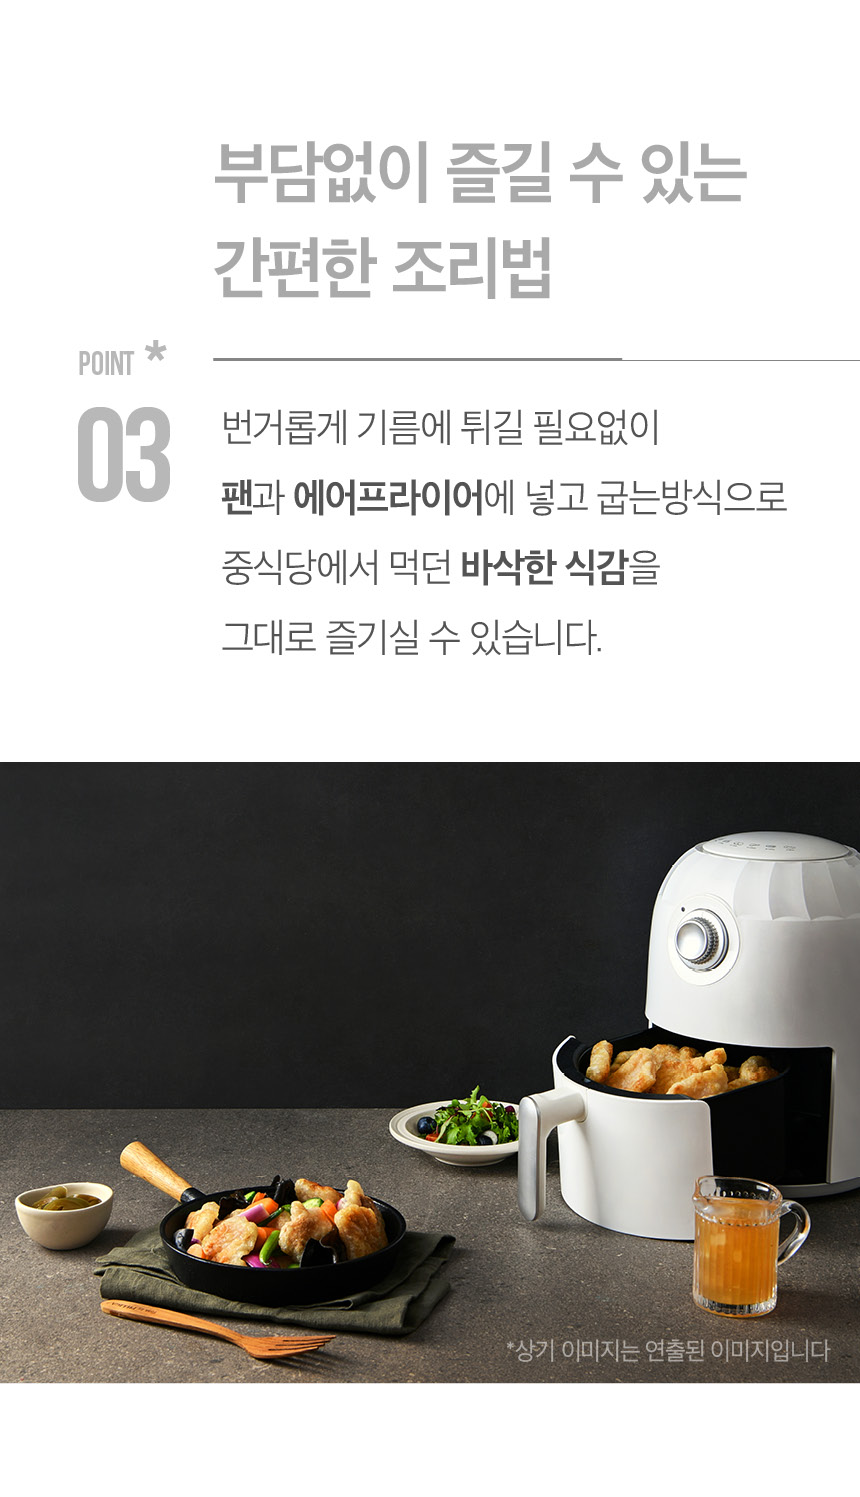 부담없이 즐길 수 있는
간편한 조리법
POINT *
03
번거롭게 기름에 튀길 필요없이
팬과 에어프라이어에 넣고 굽는방식으로
중식당에서 먹던 바삭한 식감을
그대로 즐기실 수 있습니다.
*상기 이미지는 연출된 이미지입니다